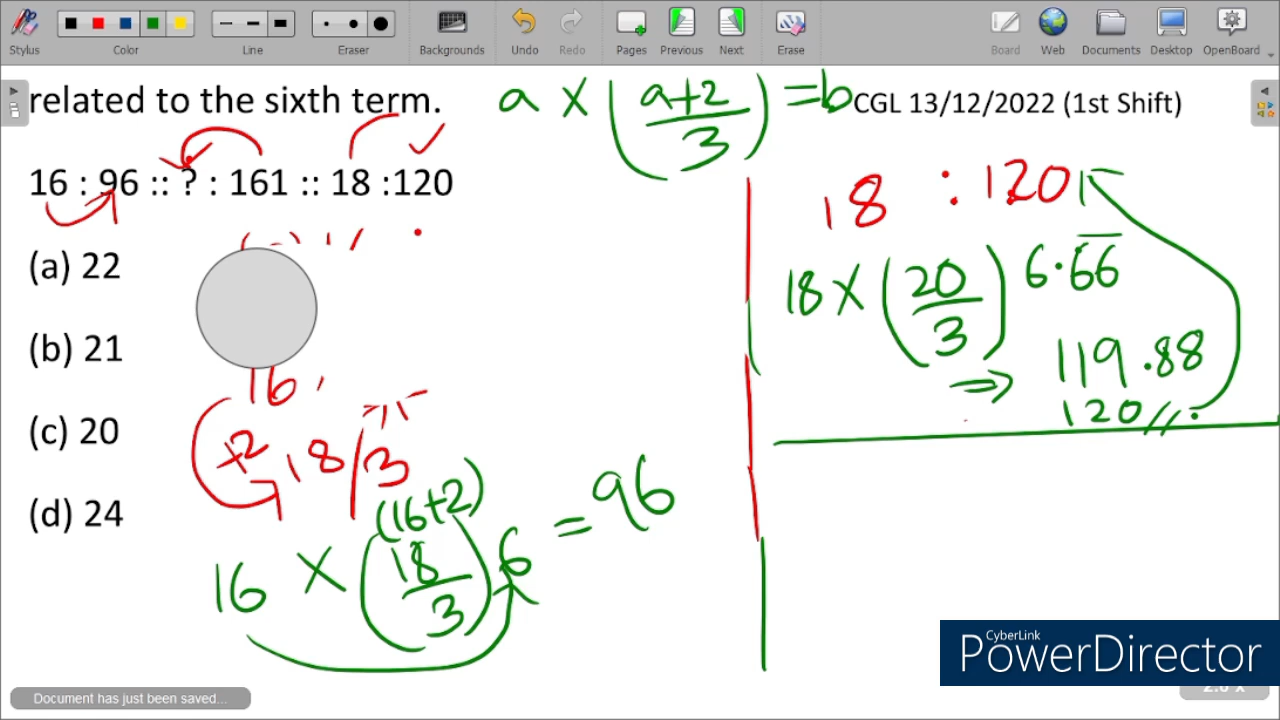 Stylus Color Line Eraser Backgrounds Undo Redo Pages Previous Next Erase Board Web Documents Desktop OpenBoard
related to the sixth term.
a × (a+2/3) = b
CGL 13/12/2022 (1st Shift)
16 : 96 :: ? : 161 :: 18 :120
18 : 120
(a) 22
18 × (20/3) 6.66
(b) 21
⇒ 119.88
16
120//.
(c) 20
+2 18/3
(16+2)
(d) 24
16 × (18/3) 6 = 96
CyberLink
PowerDirector
Document has just been saved...